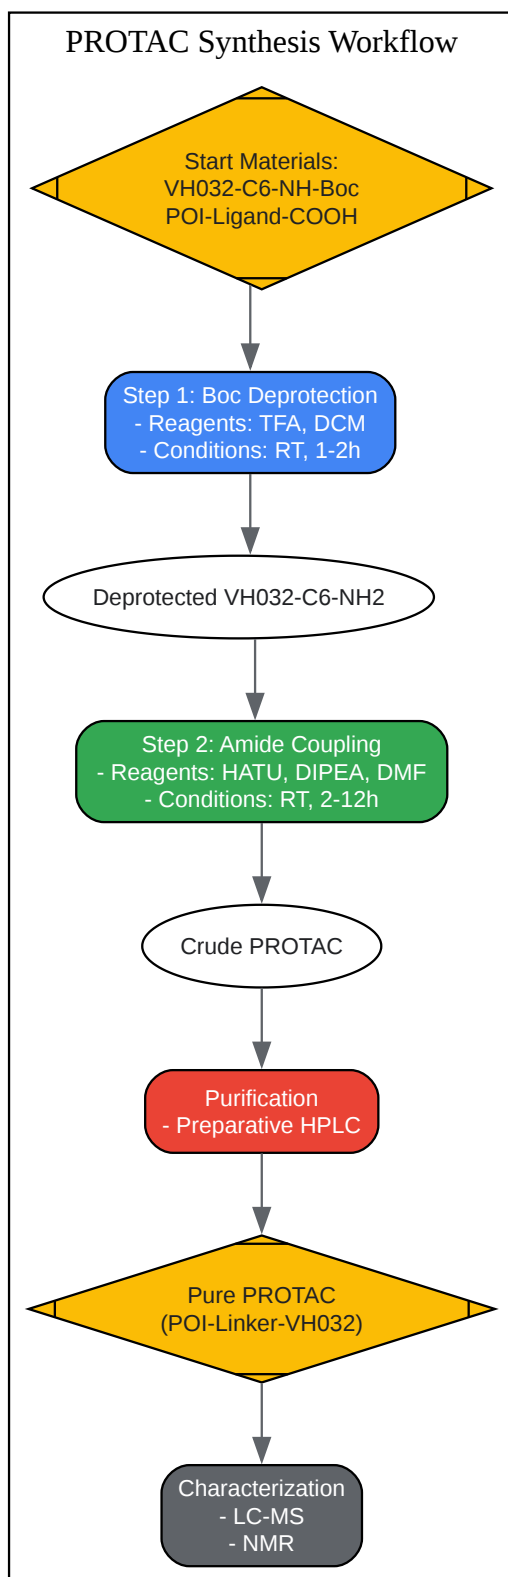 PROTAC Synthesis Workflow
Start Materials:
VH032-C6-NH-Boc
POI-Ligand-COOH
Step 1: Boc Deprotection
- Reagents: TFA, DCM
- Conditions: RT, 1-2h
Deprotected VH032-C6-NH2
Step 2: Amide Coupling
- Reagents: HATU, DIPEA, DMF
- Conditions: RT, 2-12h
Crude PROTAC
Purification
- Preparative HPLC
Pure PROTAC
(POI-Linker-VH032)
Characterization
- LC-MS
- NMR